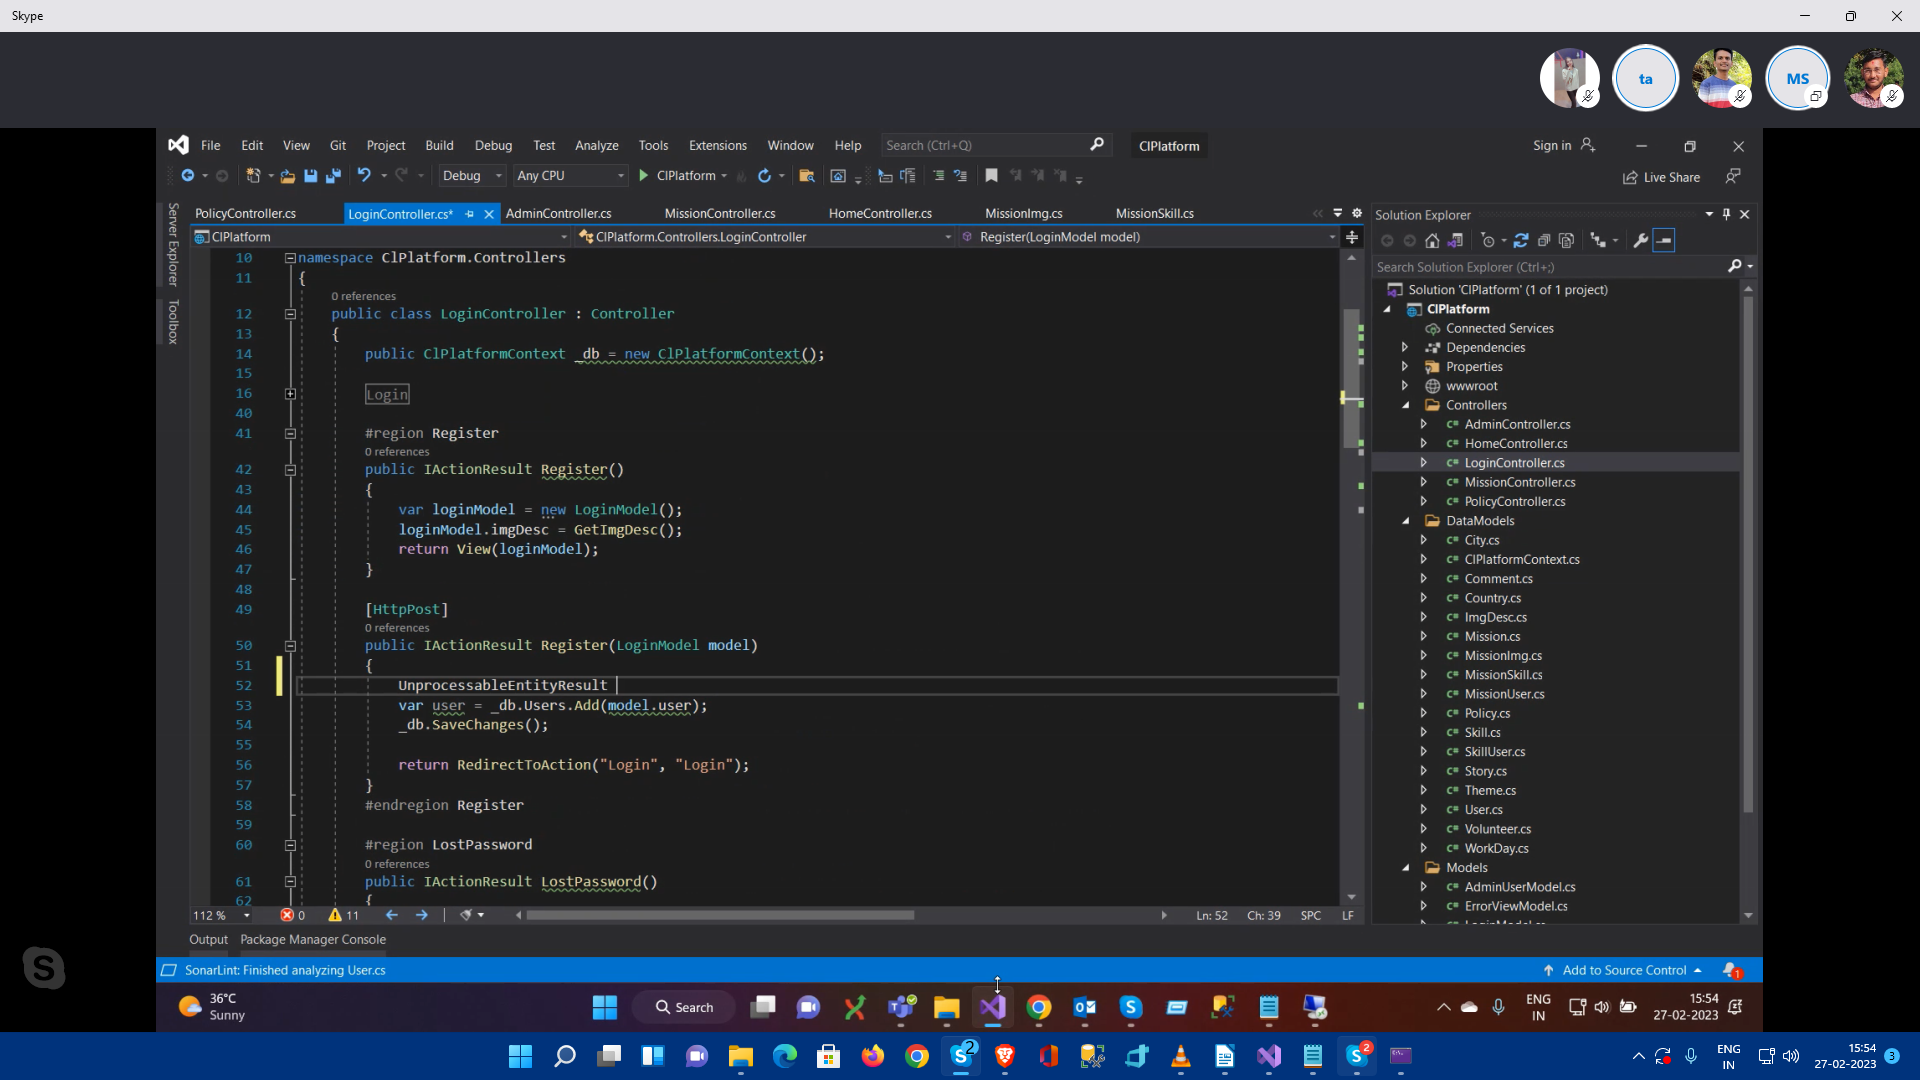 Skype
ta
MS
File Edit View Git Project Build Debug Test Analyze Tools Extensions Window Help Search (Ctrl+Q) CIPlatform Sign in
Debug Any CPU CIPlatform Live Share
PolicyController.cs LoginController.cs* AdminController.cs MissionController.cs HomeController.cs MissionImg.cs MissionSkill.cs
CIPlatform CIPlatform.Controllers.LoginController Register(LoginModel model)
Server Explorer
Toolbox
10 namespace ClPlatform.Controllers
11 {
0 references
12 public class LoginController : Controller
13 {
14 public ClPlatformContext _db = new ClPlatformContext();
15
16 Login
40
41 #region Register
0 references
42 public IActionResult Register()
43 {
44 var loginModel = new LoginModel();
45 loginModel.imgDesc = GetImgDesc();
46 return View(loginModel);
47 }
48
49 [HttpPost]
0 references
50 public IActionResult Register(LoginModel model)
51 {
52 UnprocessableEntityResult
53 var user = _db.Users.Add(model.user);
54 _db.SaveChanges();
55
56 return RedirectToAction("Login", "Login");
57 }
58 #endregion Register
59
60 #region LostPassword
0 references
61 public IActionResult LostPassword()
62 {
112 % 0 11 Ln: 52 Ch: 39 SPC LF
Output Package Manager Console
SonarLint: Finished analyzing User.cs Add to Source Control 1
Solution Explorer
Search Solution Explorer (Ctrl+;)
Solution 'CIPlatform' (1 of 1 project)
CIPlatform
Connected Services
Dependencies
Properties
wwwroot
Controllers
C# AdminController.cs
C# HomeController.cs
C# LoginController.cs
C# MissionController.cs
C# PolicyController.cs
DataModels
C# City.cs
C# CIPlatformContext.cs
C# Comment.cs
C# Country.cs
C# ImgDesc.cs
C# Mission.cs
C# MissionImg.cs
C# MissionSkill.cs
C# MissionUser.cs
C# Policy.cs
C# Skill.cs
C# SkillUser.cs
C# Story.cs
C# Theme.cs
C# User.cs
C# Volunteer.cs
C# WorkDay.cs
Models
C# AdminUserModel.cs
C# ErrorViewModel.cs
36°C
Sunny
Search
ENG
IN
15:54
27-02-2023
2
2
ENG
IN
15:54
27-02-2023
3